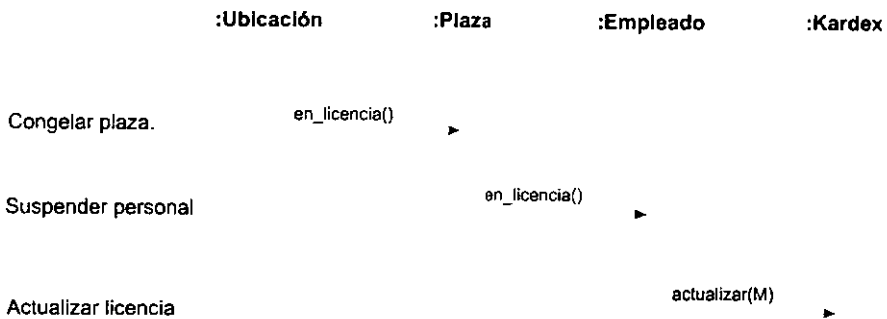 :Ubicación :Plaza :Empleado :Kardex
Congelar plaza. en_licencia()
Suspender personal en_licencia()
Actualizar licencia actualizar(M)